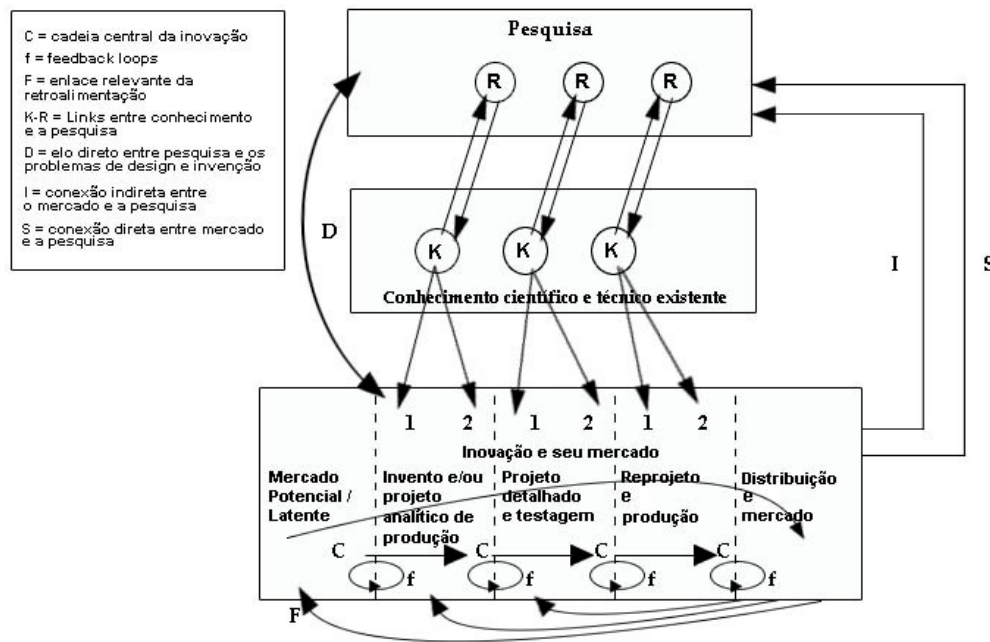 C = cadeia central da inovação
f = feedback loops
F = enlace relevante da
retroalimentação
K-R = Links entre conhecimento
e a pesquisa
D = elo direto entre pesquisa e os
problemas de design e invenção
I = conexão indireta entre
o mercado e a pesquisa
S = conexão direta entre mercado
e a pesquisa
Pesquisa
R R R
D
K K K
I
S
Conhecimento científico e técnico existente
1 2 1 2 1 2
Inovação e seu mercado
Mercado
Potencial /
Latente
Invento e/ou
projeto
analítico de
produção
Projeto
detalhado
e testagem
Reprojeto
e
produção
Distribuição
e
mercado
C C C C
f f f f
F